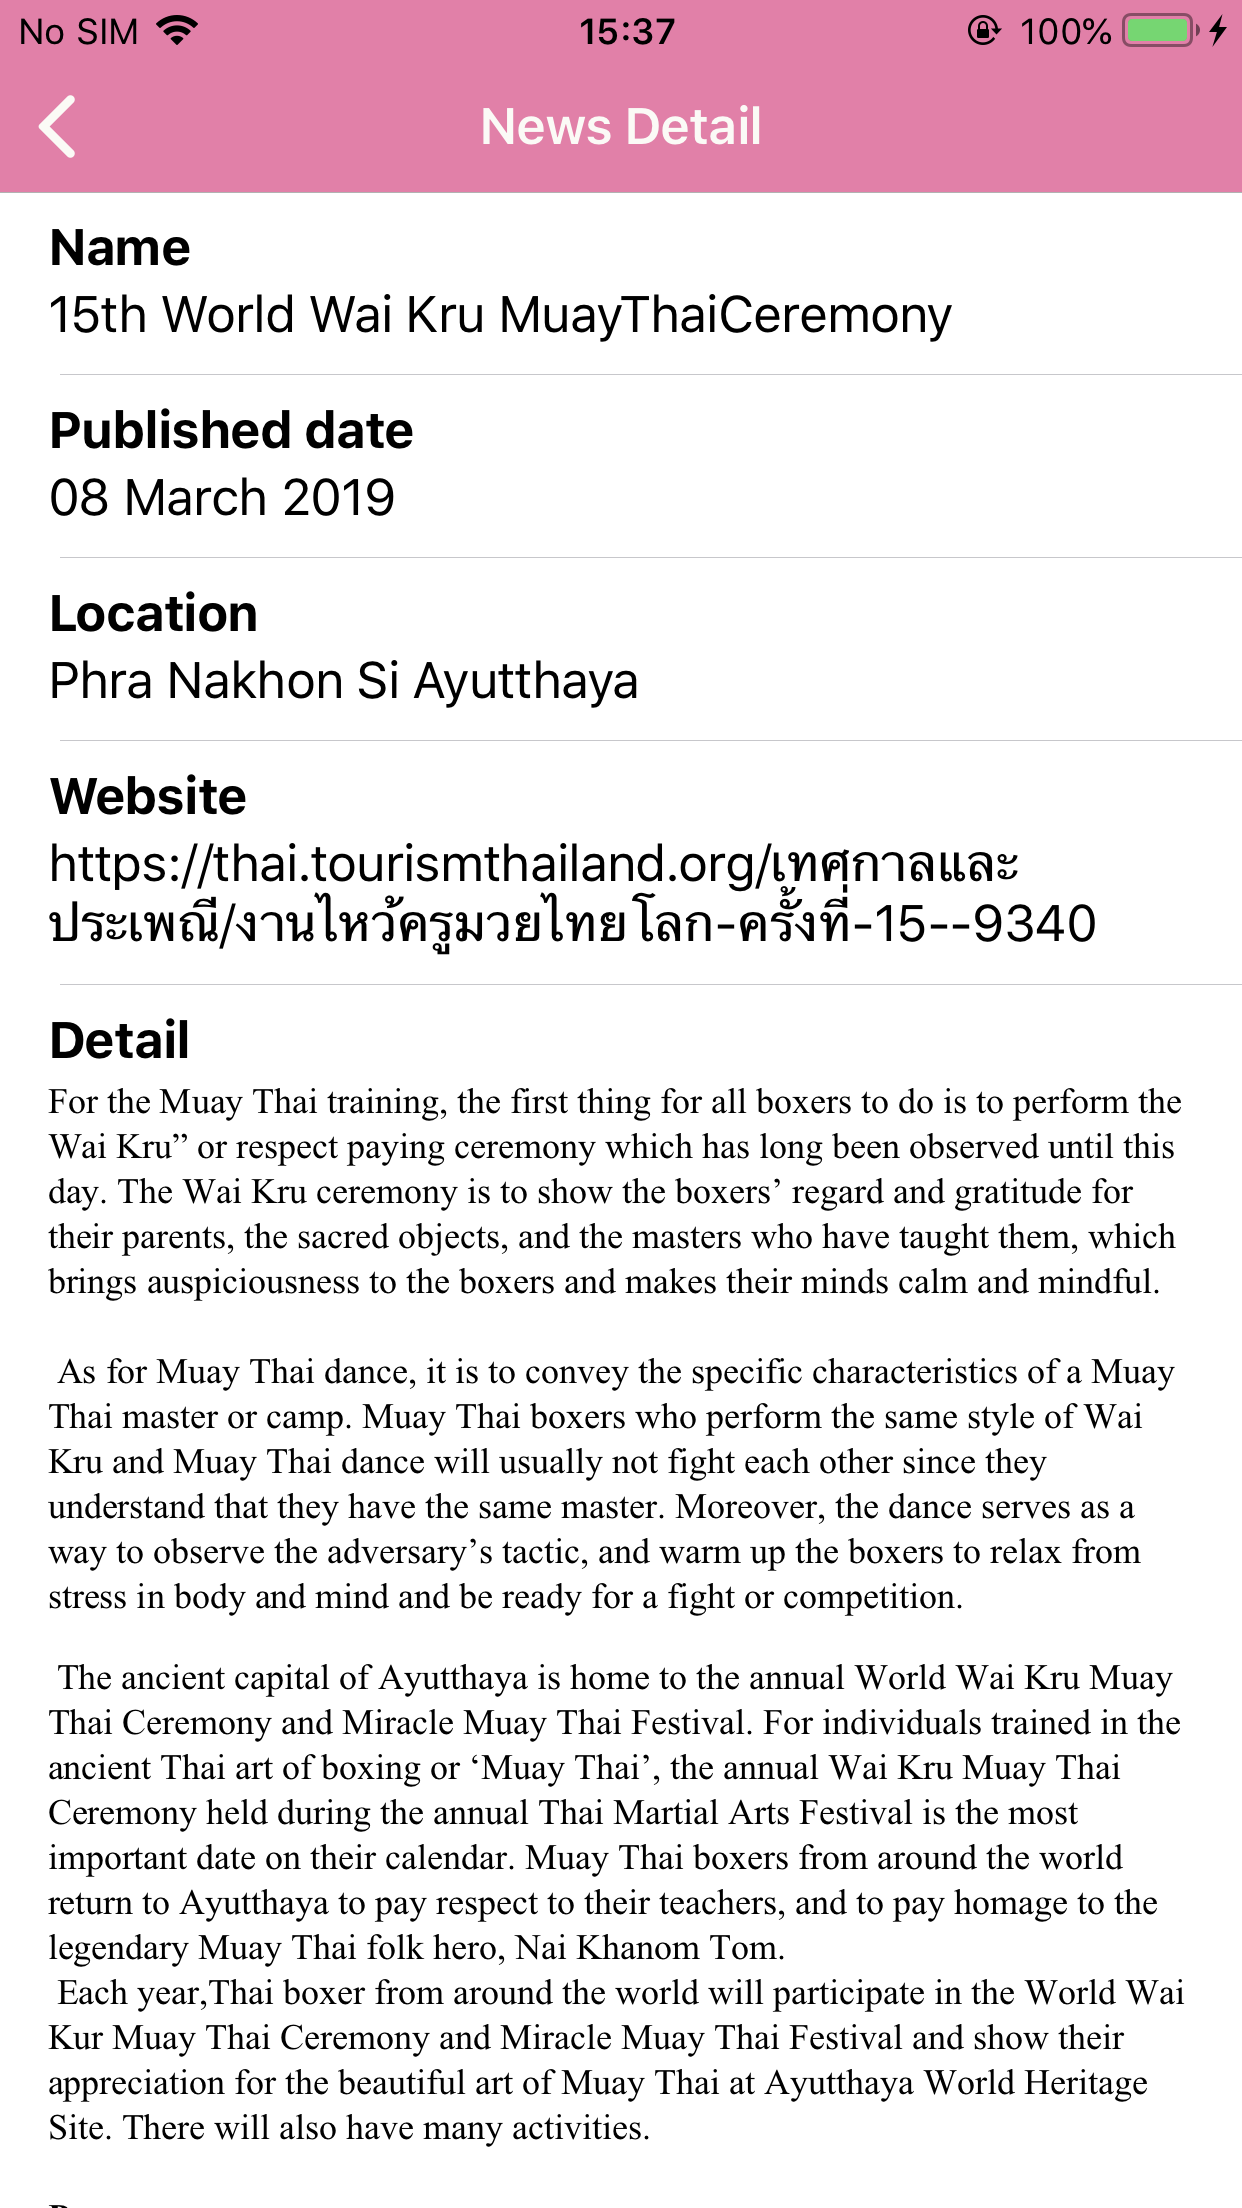 No SIM 15:37 100%
News Detail
Name
15th World Wai Kru MuayThaiCeremony
Published date
08 March 2019
Location
Phra Nakhon Si Ayutthaya
Website
https://thai.tourismthailand.org/เทศกาลและ
ประเพณี/งานไหว้ครูมวยไทยโลก-ครั้งที่-15--9340
Detail
For the Muay Thai training, the first thing for all boxers to do is to perform the
Wai Kru” or respect paying ceremony which has long been observed until this
day. The Wai Kru ceremony is to show the boxers’ regard and gratitude for
their parents, the sacred objects, and the masters who have taught them, which
brings auspiciousness to the boxers and makes their minds calm and mindful.
As for Muay Thai dance, it is to convey the specific characteristics of a Muay
Thai master or camp. Muay Thai boxers who perform the same style of Wai
Kru and Muay Thai dance will usually not fight each other since they
understand that they have the same master. Moreover, the dance serves as a
way to observe the adversary’s tactic, and warm up the boxers to relax from
stress in body and mind and be ready for a fight or competition.
The ancient capital of Ayutthaya is home to the annual World Wai Kru Muay
Thai Ceremony and Miracle Muay Thai Festival. For individuals trained in the
ancient Thai art of boxing or ‘Muay Thai’, the annual Wai Kru Muay Thai
Ceremony held during the annual Thai Martial Arts Festival is the most
important date on their calendar. Muay Thai boxers from around the world
return to Ayutthaya to pay respect to their teachers, and to pay homage to the
legendary Muay Thai folk hero, Nai Khanom Tom.
Each year,Thai boxer from around the world will participate in the World Wai
Kur Muay Thai Ceremony and Miracle Muay Thai Festival and show their
appreciation for the beautiful art of Muay Thai at Ayutthaya World Heritage
Site. There will also have many activities.